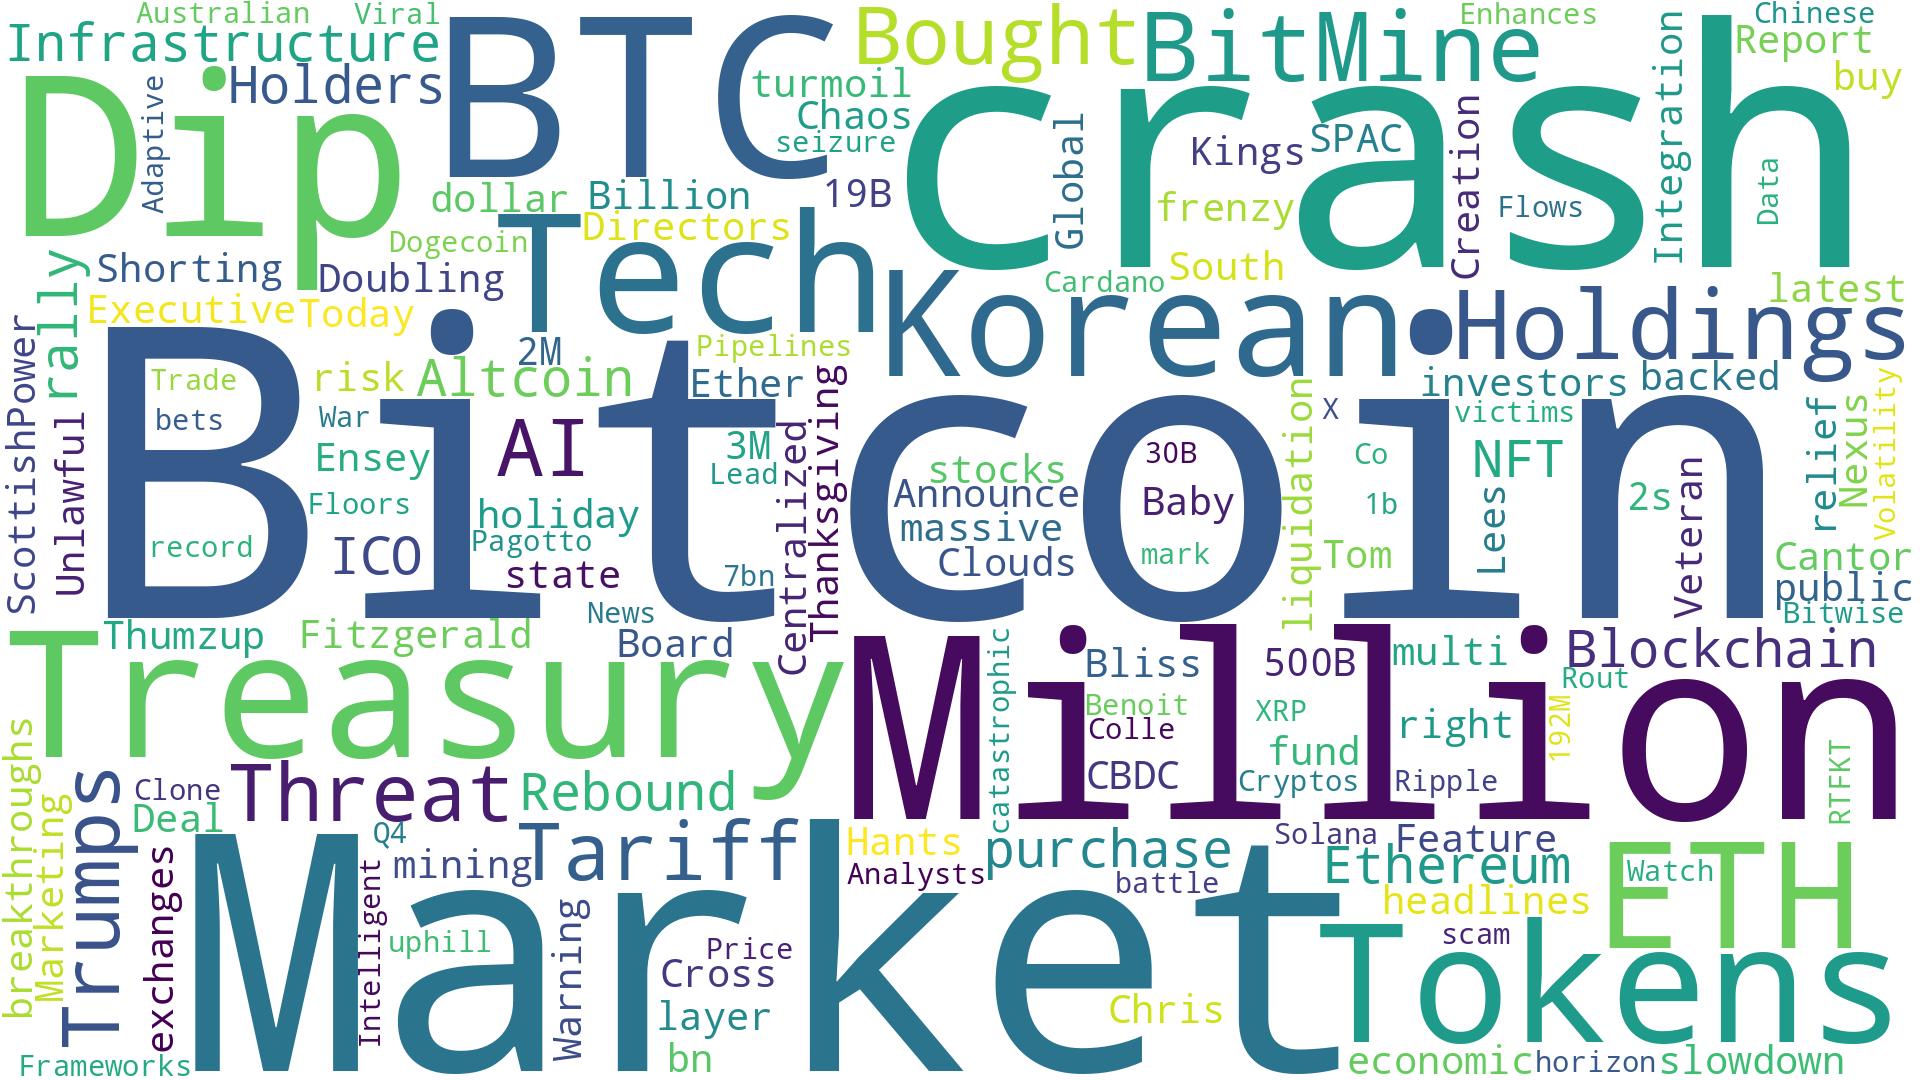 Australian
Viral
Infrastructure
BTC
Bought
BitMine
Enhances
Chinese
Report
buy
Dip
Adaptive
Holders
turmoil
Chaos
seizure
crash
Global
Kings
SPAC
Creation
Integration
Data
Flows
frenzy
dollar
Billion
19B
Directors
Dogecoin
Tech
Shorting
Doubling
rally
Executive
Today
Korean
Cardano
South
Holdings
latest
ScottishPower
Unlawful
Bitcoin
Trade
bets
risk
War
Altcoin
2M
Pipelines
Ether
Thanksgiving
Centralized
investors
backed
victims
X
Co
NFT
relief
Nexus
Volatility
Ensey
AI
3M
Lead
Floors
holiday
Pagotto
record
ICO
state
7bn
News
stocks
Announce
massive
Clouds
30B
Baby
mark
liquidation
1b
Tom
Lees
2s
Veteran
Cantor
public
Bitwise
Thumzup
Fitzgerald
Board
Treasury
Million
catastrophic
Bliss
500B
multi
Blockchain
Rout
Benoit
Colle
XRP
right
192M
CBDC
fund
Cryptos
Ripple
RTFKT
breakthroughs
Marketing
Trumps
Clone
Deal
Threat
Rebound
exchanges
Q4
mining
Tariff
Hants
Analysts
purchase
battle
Solana
Feature
Ethereum
headlines
ETH
Watch
Market
Intelligent
uphill
Warning
Price
Cross
layer
bn
Chris
scam
Tokens
Frameworks
economic
horizon
slowdown